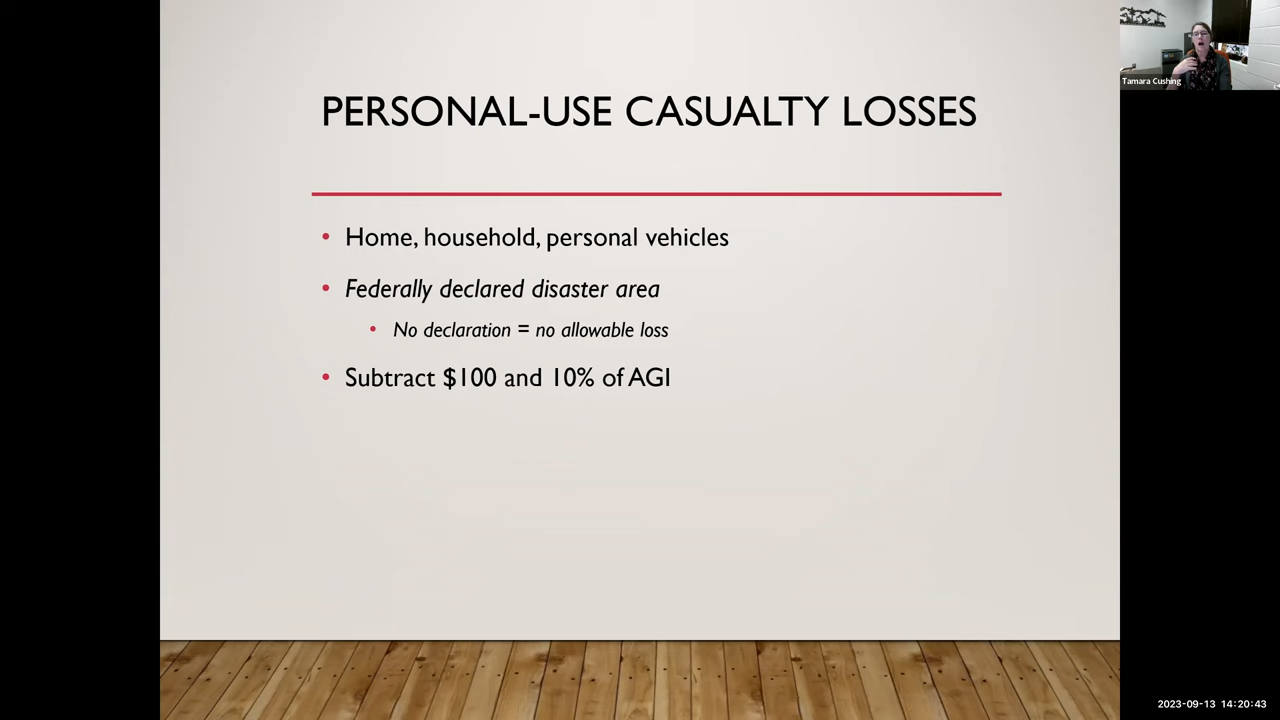 PERSONAL-USE CASUALTY LOSSES
• Home, household, personal vehicles
• Federally declared disaster area
• No declaration = no allowable loss
• Subtract $100 and 10% of AGI
Tamara Cushing
2023-09-13 14:20:43